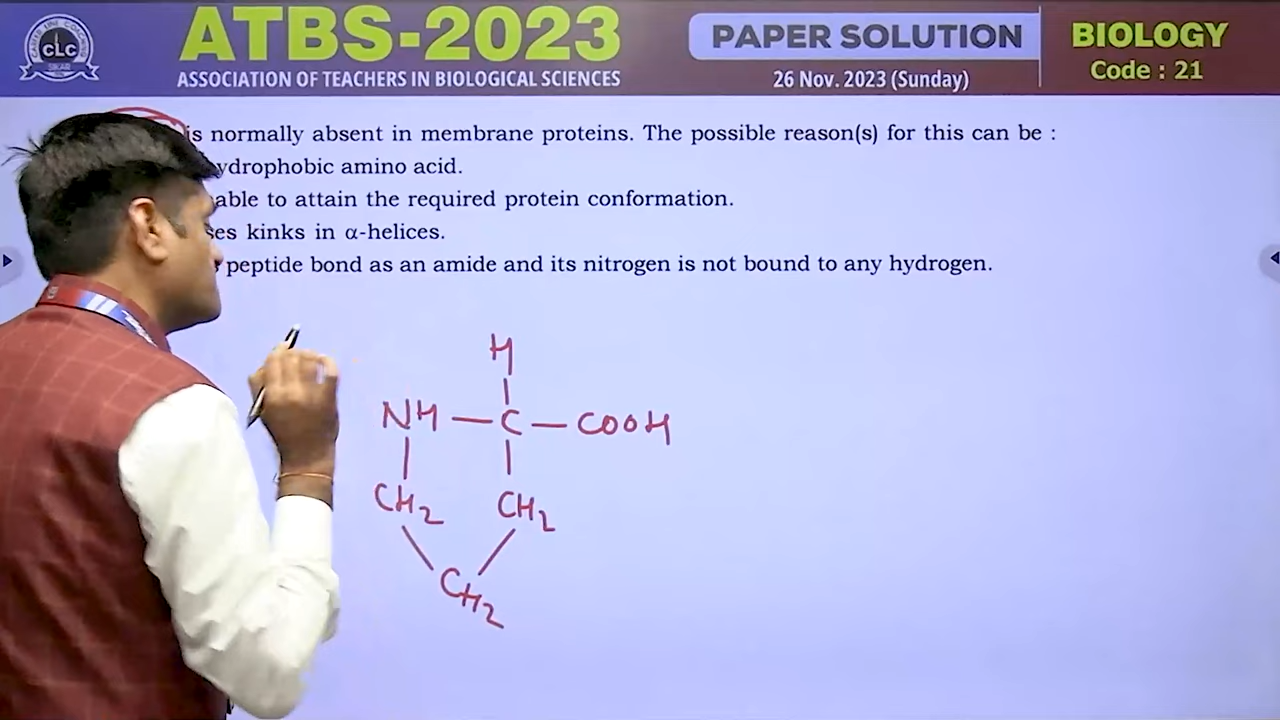 ATBS-2023
ASSOCIATION OF TEACHERS IN BIOLOGICAL SCIENCES
PAPER SOLUTION
26 Nov. 2023 (Sunday)
BIOLOGY
Code : 21
CLC
SIKAR
is normally absent in membrane proteins. The possible reason(s) for this can be :
ydrophobic amino acid.
able to attain the required protein conformation.
ses kinks in α-helices.
peptide bond as an amide and its nitrogen is not bound to any hydrogen.
H
NH — C — COOH
CH2 CH2
CH2